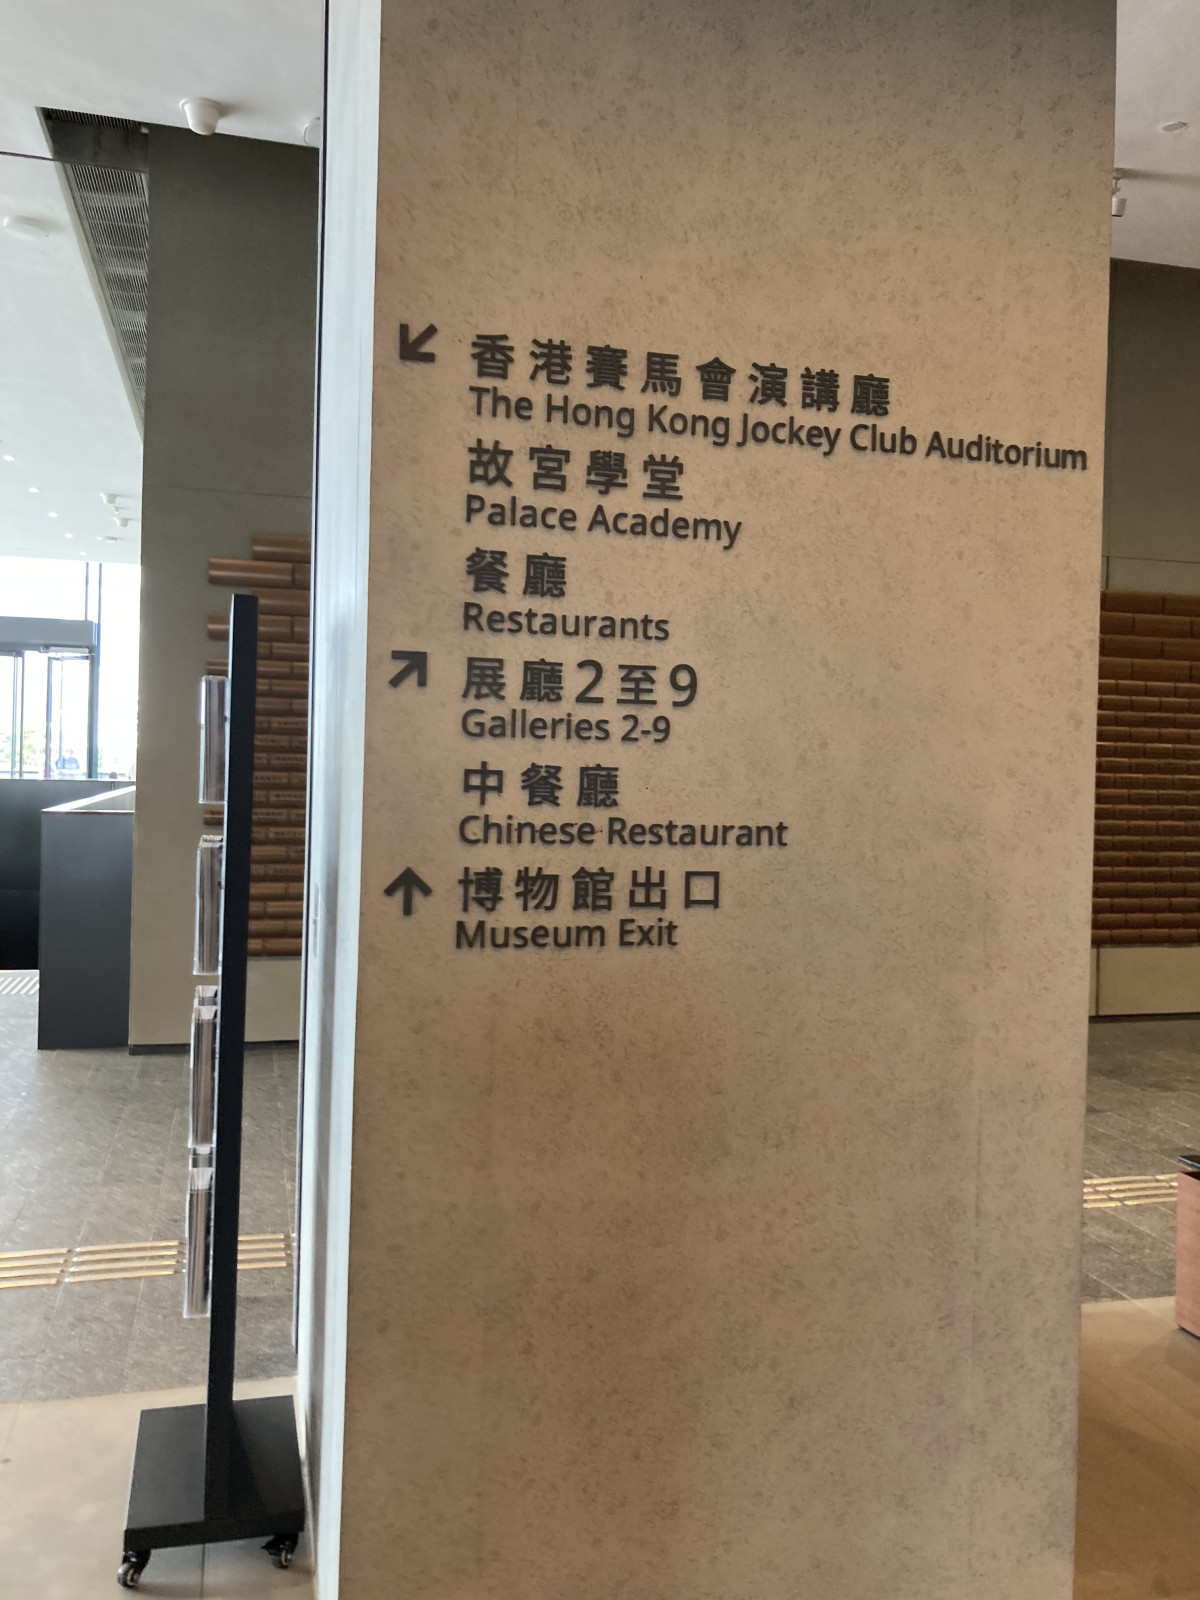 香港賽馬會演講廳
The Hong Kong Jockey Club Auditorium
故宮學堂
Palace Academy
餐廳
Restaurants
展廳2至9
Galleries 2-9
中餐廳
Chinese Restaurant
博物館出口
Museum Exit